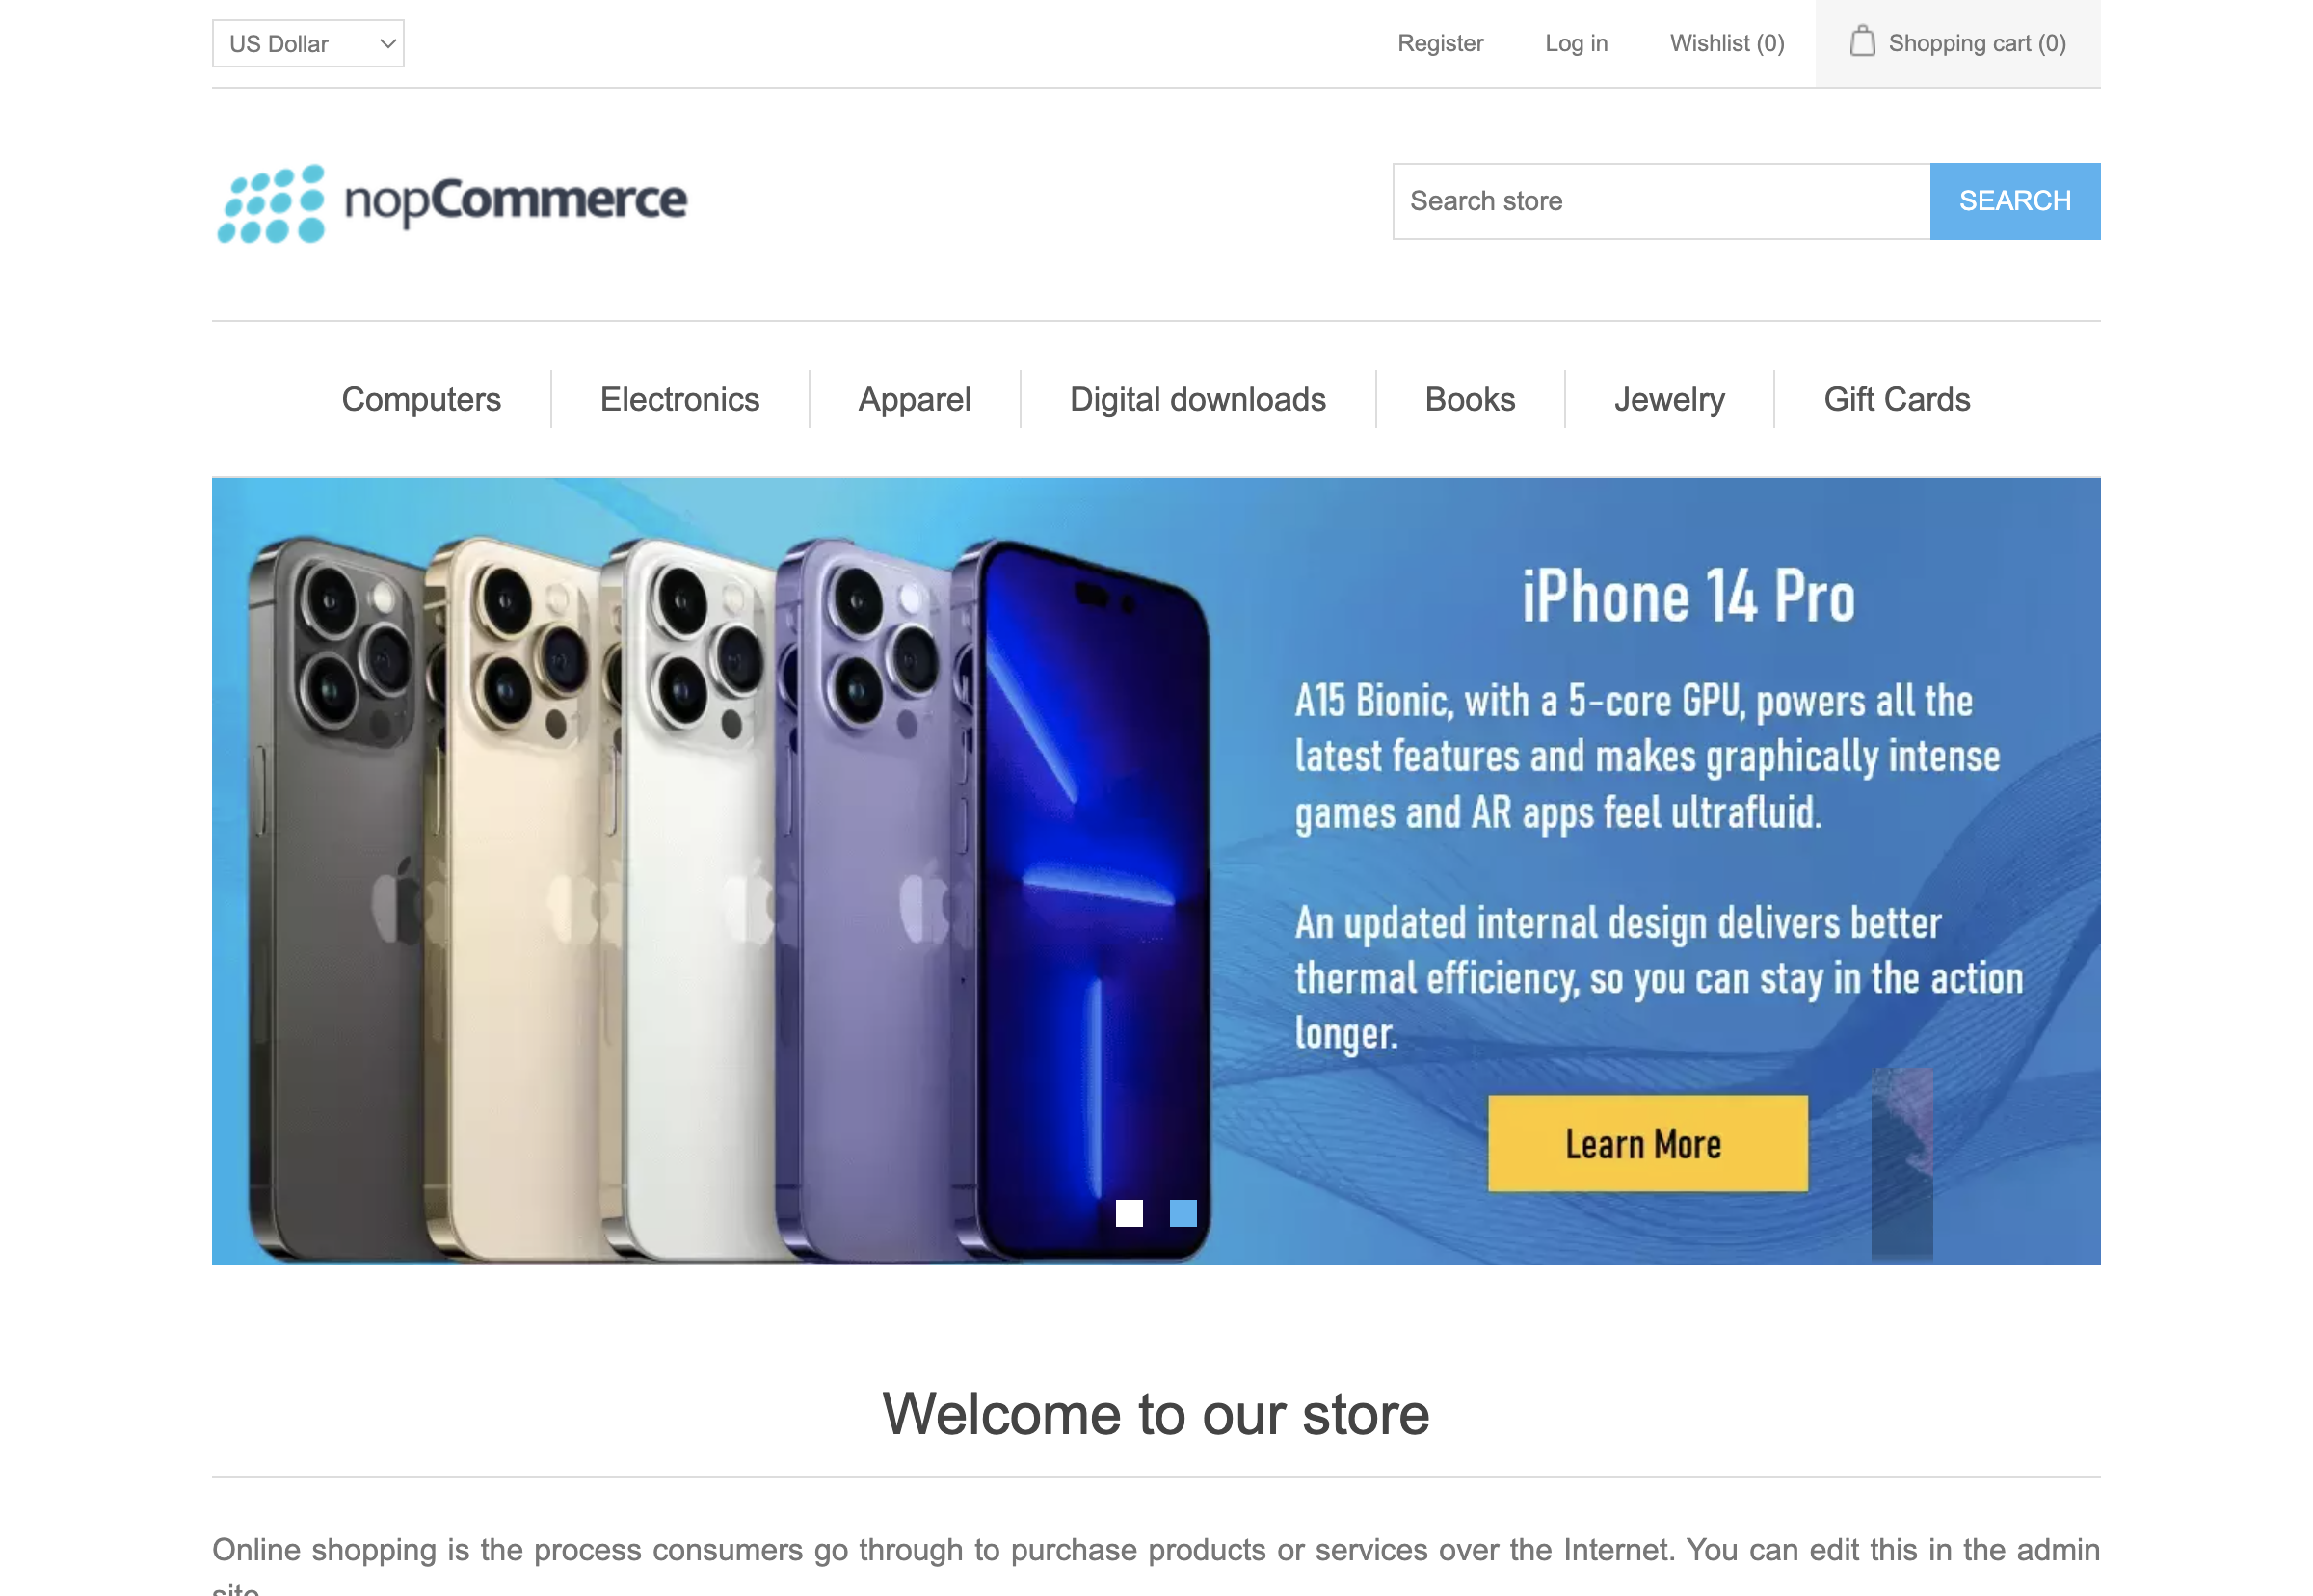 US Dollar
Register
Log in
Wishlist (0)
Shopping cart (0)
nopCommerce
Search store
SEARCH
Computers
Electronics
Apparel
Digital downloads
Books
Jewelry
Gift Cards
iPhone 14 Pro
A15 Bionic, with a 5-core GPU, powers all the
latest features and makes graphically intense
games and AR apps feel ultrafluid.
An updated internal design delivers better
thermal efficiency, so you can stay in the action
longer.
Learn More
Welcome to our store
Online shopping is the process consumers go through to purchase products or services over the Internet. You can edit this in the admin
site.